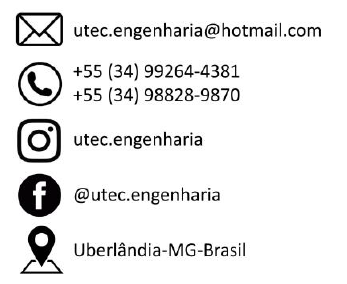 utec.engenharia@hotmail.com
+55 (34) 99264-4381
+55 (34) 98828-9870
utec.engenharia
@utec.engenharia
Uberlândia-MG-Brasil